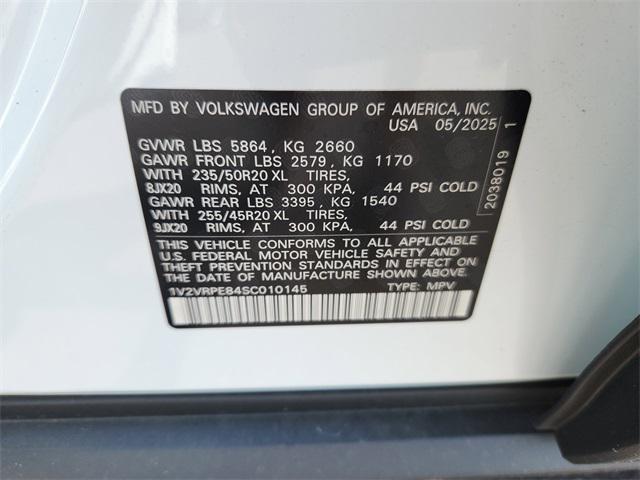 MFD BY VOLKSWAGEN GROUP OF AMERICA, INC.
USA 05/2025
GVWR LBS 5864, KG 2660
GAWR FRONT LBS 2579, KG 1170
WITH 235/50R20 XL TIRES,
8JX20 RIMS, AT 300 KPA, 44 PSI COLD
GAWR REAR LBS 3395, KG 1540
WITH 255/45R20 XL TIRES,
9JX20 RIMS, AT 300 KPA, 44 PSI COLD
THIS VEHICLE CONFORMS TO ALL APPLICABLE
U.S. FEDERAL MOTOR VEHICLE SAFETY AND
THEFT PREVENTION STANDARDS IN EFFECT ON
THE DATE OF MANUFACTURE SHOWN ABOVE.
1V2VRPE84SC010145 TYPE: MPV
2038019 1